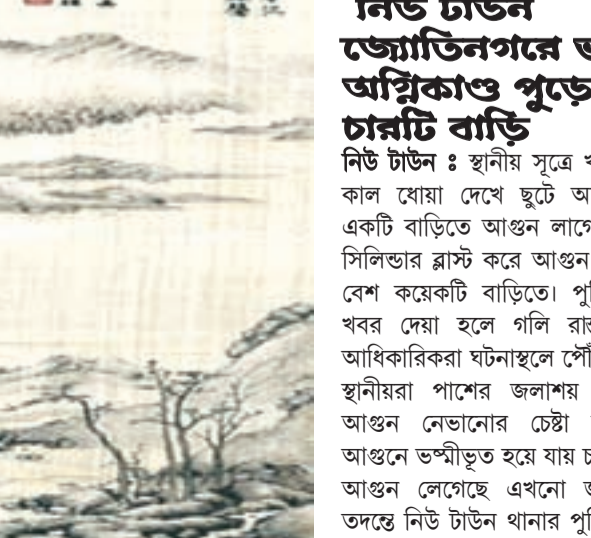 নিউ টাউন
জ্যোতিনগরে
অগ্নিকাণ্ড পুড়ে
চারটি বাড়ি
নিউ টাউন ঃ স্থানীয় সূত্রে
কাল ধোয়া দেখে ছুটে
একটি বাড়িতে আগুন
সিলিন্ডার ব্লাস্ট করে আগুন
বেশ কয়েকটি বাড়িতে।
খবর দেয়া হলে গলি
আধিকারিকরা ঘটনাস্থলে
স্থানীয়রা পাশের জলাশয়
আগুন নেভানোর চেষ্টা
আগুনে ভষ্মীভূত হয়ে যায়
আগুন লেগেছে এখনো
তদন্তে নিউ টাউন থানার